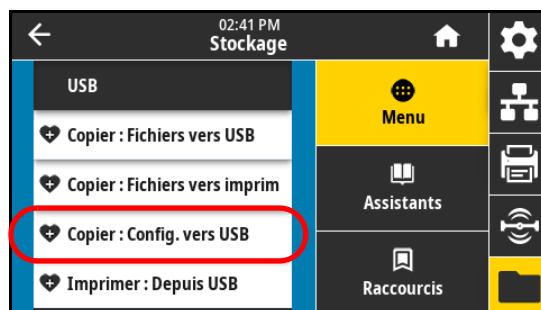 02:41 PM
Stockage
USB
Copier : Fichiers vers USB
Copier : Fichiers vers imprim
Copier : Config. vers USB
Imprimer : Depuis USB
Menu
Assistants
Raccourcis